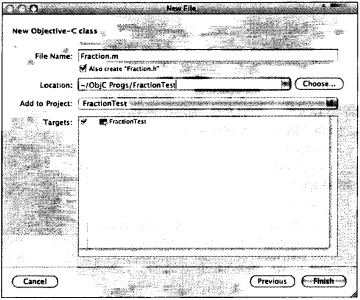 New File
New Objective-C class
File Name: Fraction.m
Also create "Fraction.h"
Location: ~/ObjC Progs/FractionTest Choose...
Add to Project: FractionTest
Targets: FractionTest
Cancel Previous Finish